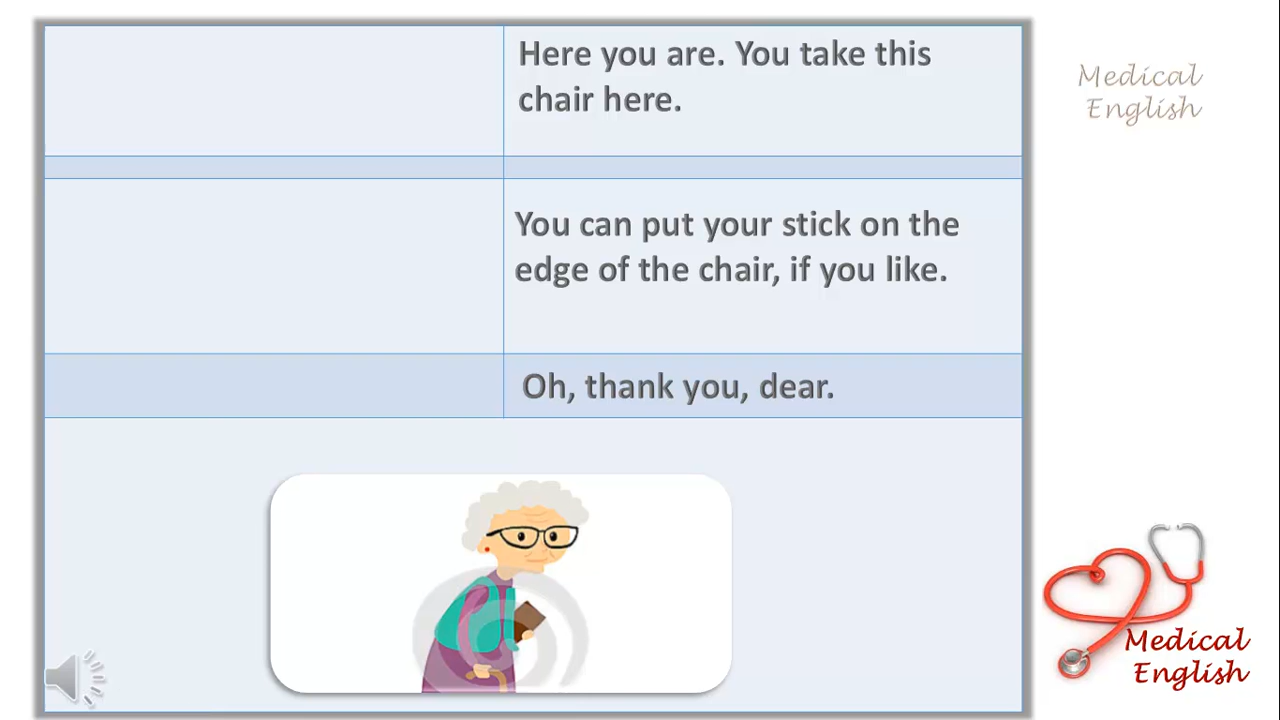 Here you are. You take this
chair here.
You can put your stick on the
edge of the chair, if you like.
Oh, thank you, dear.
Medical
English
Medical
English